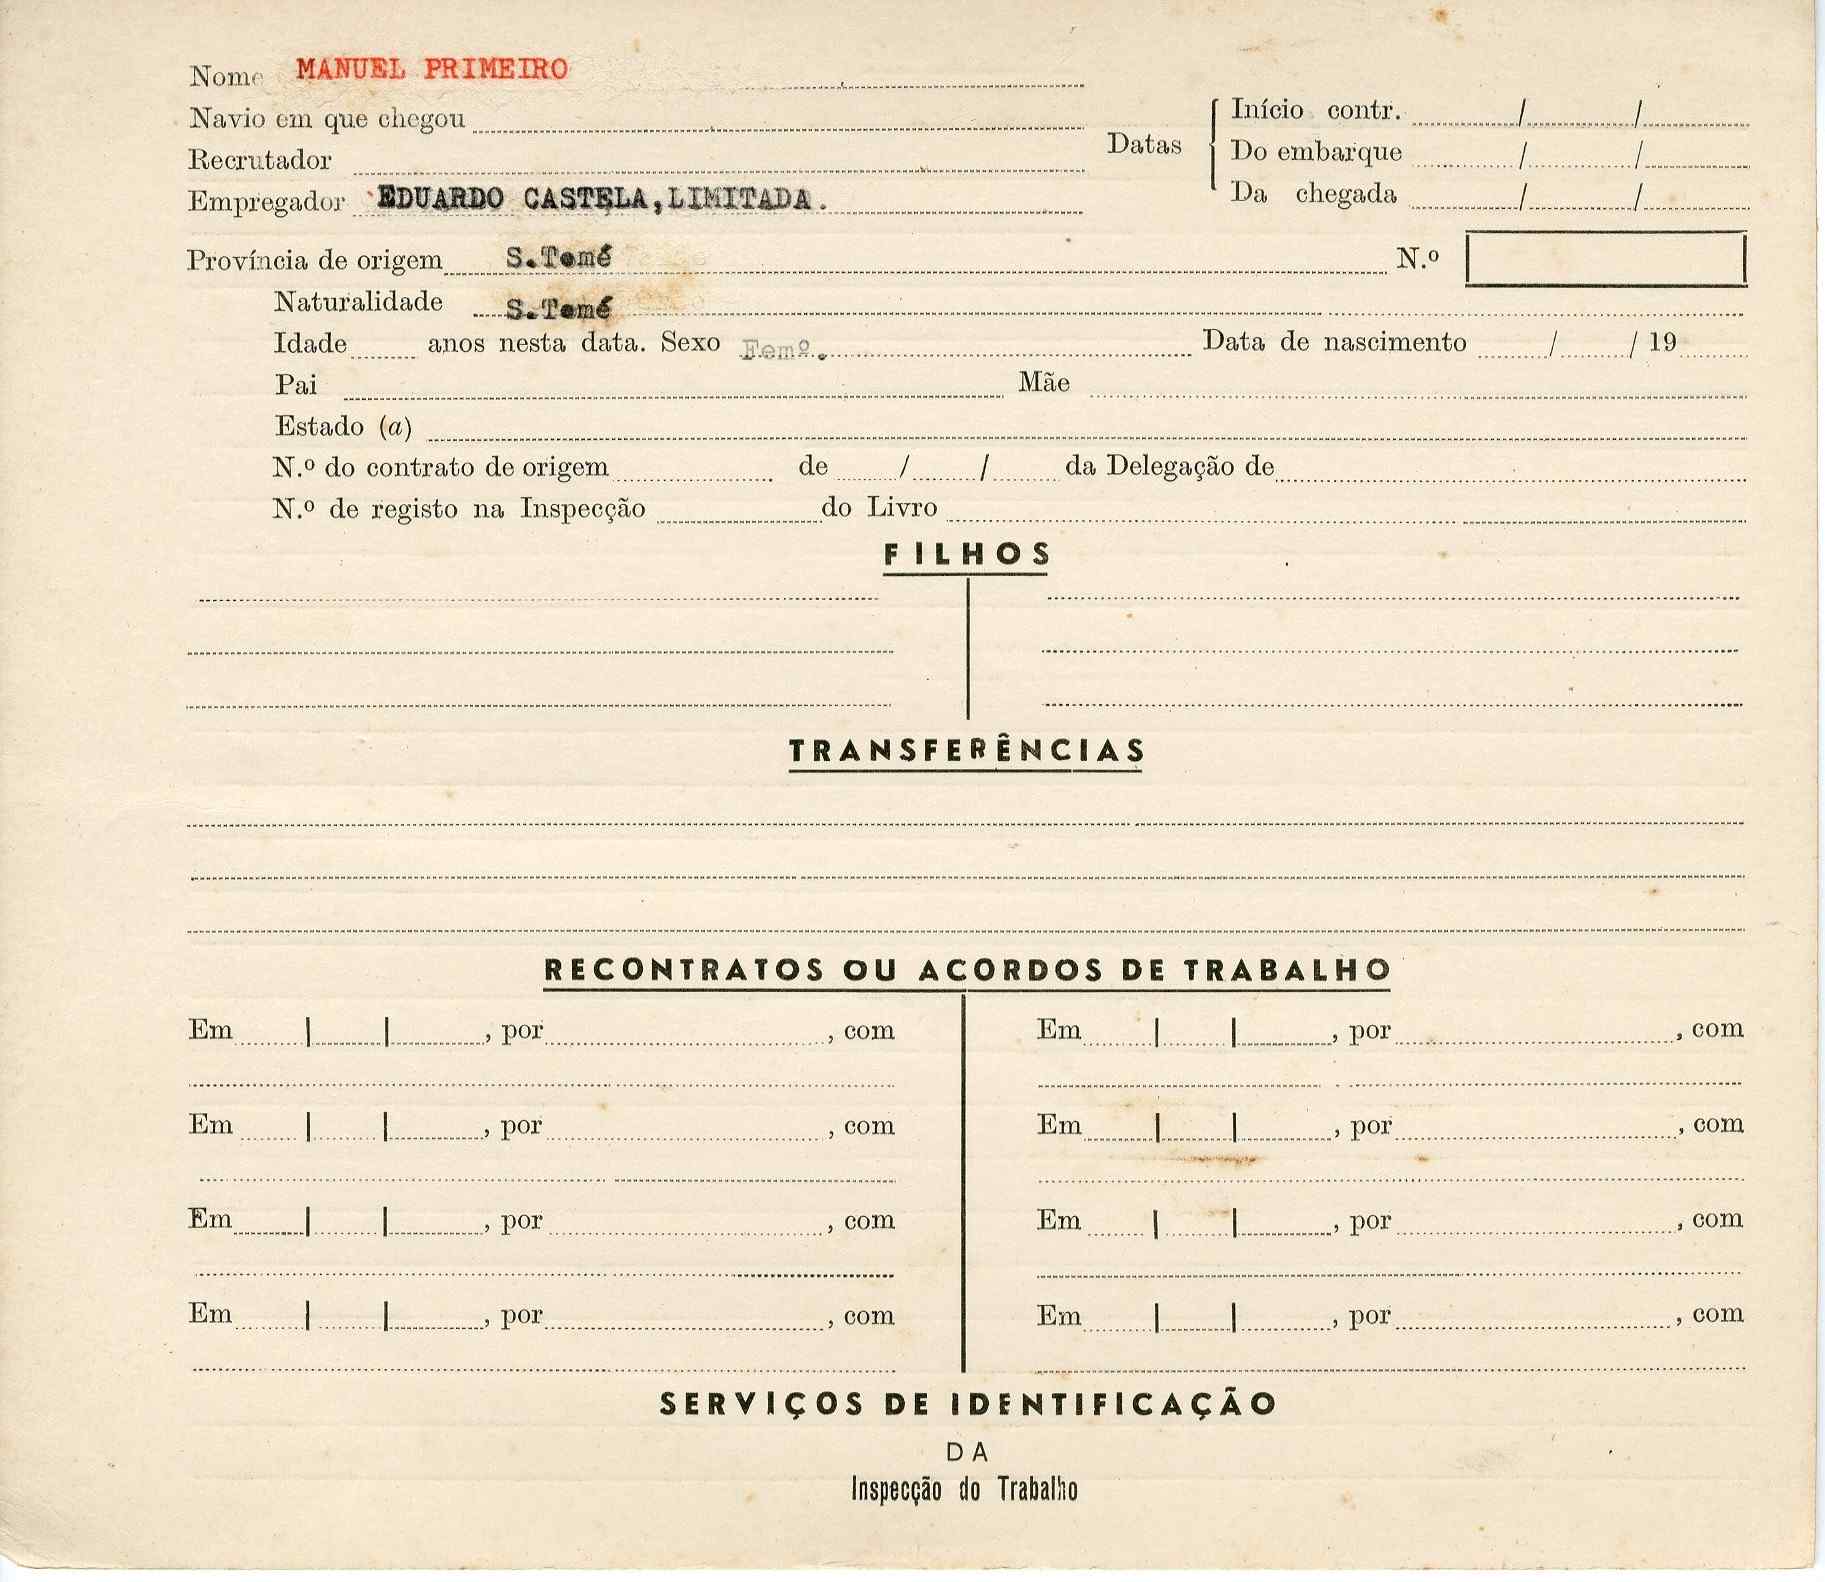 Nome MANUEL PRIMEIRO
Navio em que chegou
Recrutador
Empregador EDUARDO CASTELA,LIMITADA.
Datas
Início contr. / /
Do embarque / /
Da chegada / /
Província de origem S.Tomé N.º
Naturalidade S.Tomé
Idade anos nesta data. Sexo Femº. Data de nascimento / / 19
Pai Mãe
Estado (a)
N.º do contrato de origem de / / da Delegação de
N.º de registo na Inspecção do Livro
FILHOS
TRANSFERÊNCIAS
RECONTRATOS OU ACORDOS DE TRABALHO
Em | | , por , com Em | | , por , com
Em | | , por , com Em | | , por , com
Em | | , por , com Em | | , por , com
Em | | , por , com Em | | , por , com
SERVIÇOS DE IDENTIFICAÇÃO
DA
Inspecção do Trabalho